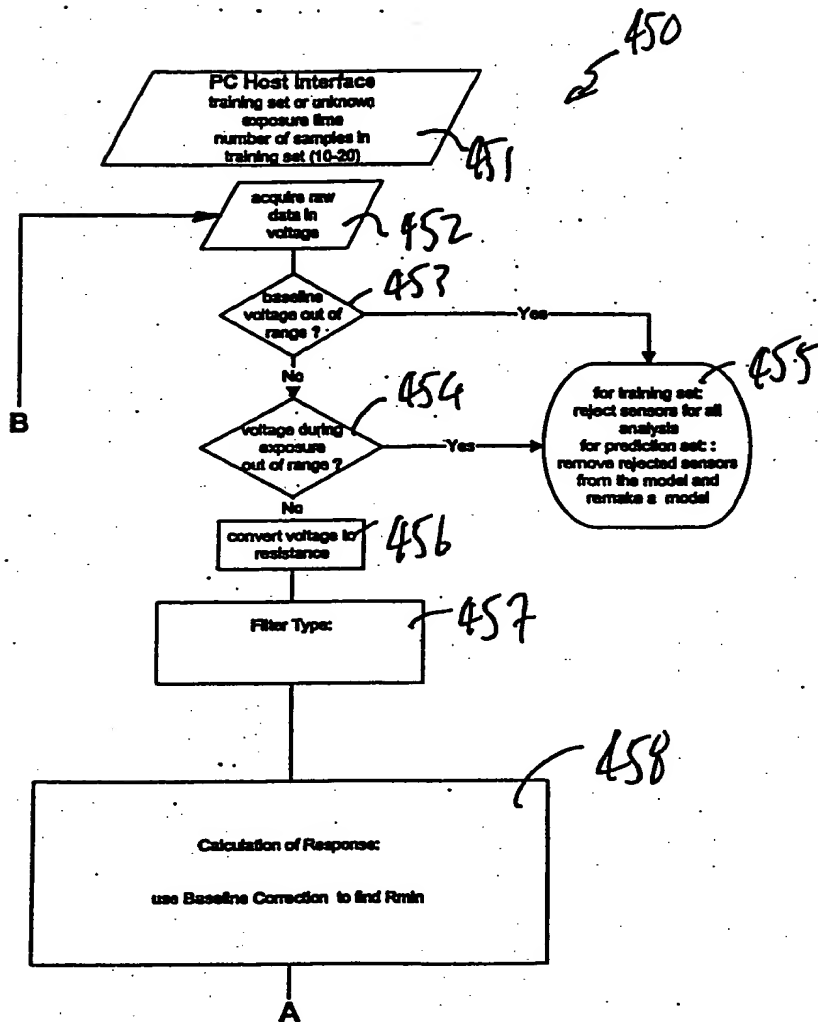 450
PC Host Interface
training set or unknown
exposure time
number of samples in
training set (10-20)
451
acquire raw
data in
voltage
452
453
baseline
voltage out of
range ?
Yes
No
454
voltage during
exposure
out of range ?
Yes
No
455
for training set:
reject sensors for all
analysis
for prediction set: :
remove rejected sensors
from the model and
remake a model
B
convert voltage to
resistance
456
Filter Type:
457
458
Calculation of Response:
use Baseline Correction to find Rmin
A